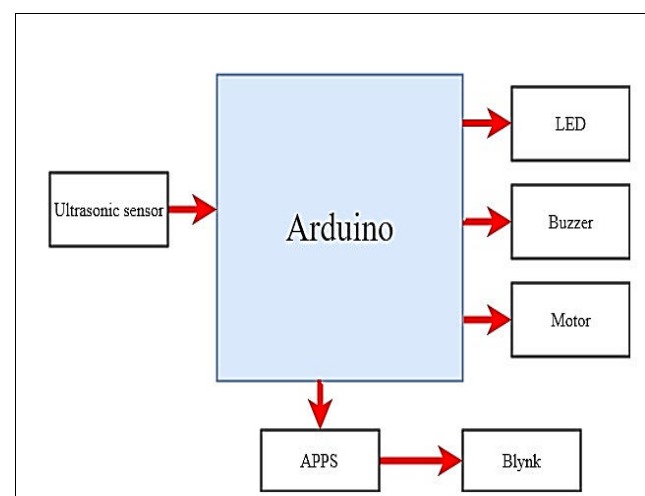 LED
Ultrasonic sensor
Arduino
Buzzer
Motor
APPS
Blynk